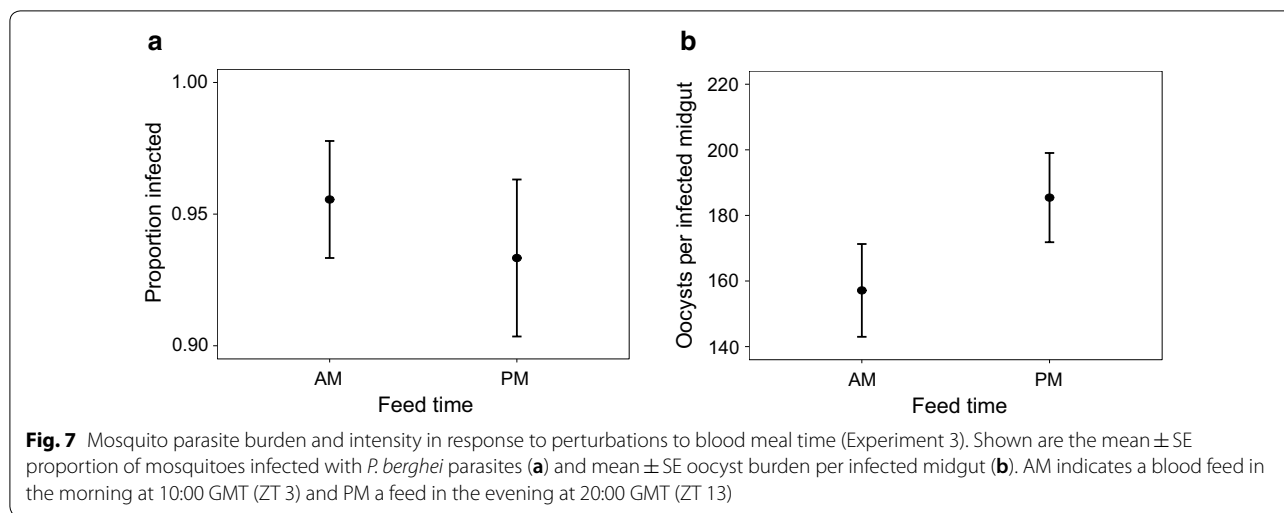 a
1.00
0.95
0.90
Proportion infected
AM
PM
Feed time
b
220
200
180
160
140
Oocysts per infected midgut
AM
PM
Feed time
Fig. 7 Mosquito parasite burden and intensity in response to perturbations to blood meal time (Experiment 3). Shown are the mean ± SE
proportion of mosquitoes infected with P. berghei parasites (a) and mean ± SE oocyst burden per infected midgut (b). AM indicates a blood feed in
the morning at 10:00 GMT (ZT 3) and PM a feed in the evening at 20:00 GMT (ZT 13)